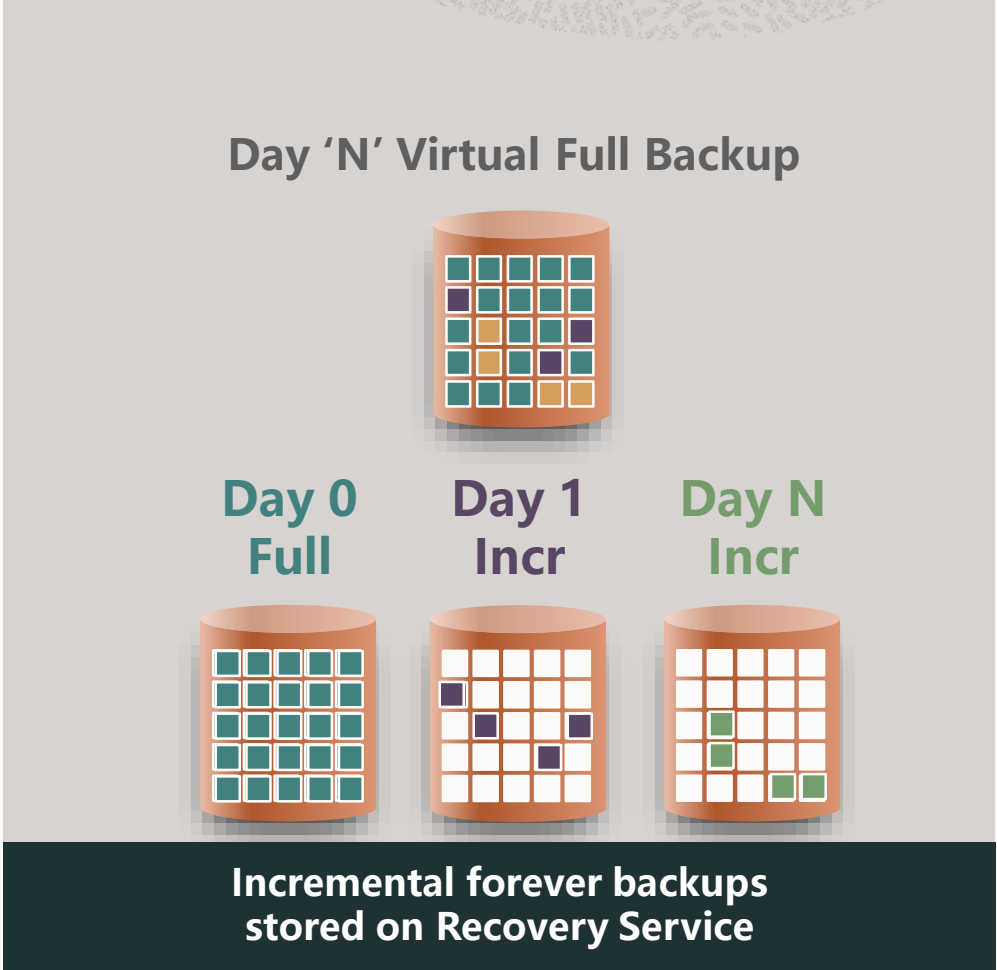 Day ‘N’ Virtual Full Backup
Day 0
Full
Day 1
Incr
Day N
Incr
Incremental forever backups
stored on Recovery Service